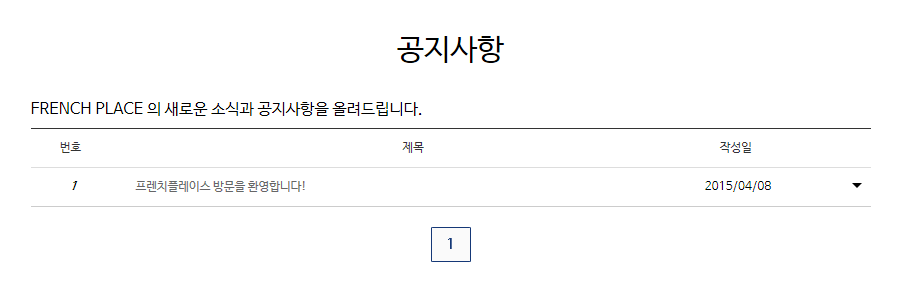 공지사항
FRENCH PLACE 의 새로운 소식과 공지사항을 올려드립니다.
번호 제목 작성일
1 프렌치플레이스 방문을 환영합니다! 2015/04/08
1